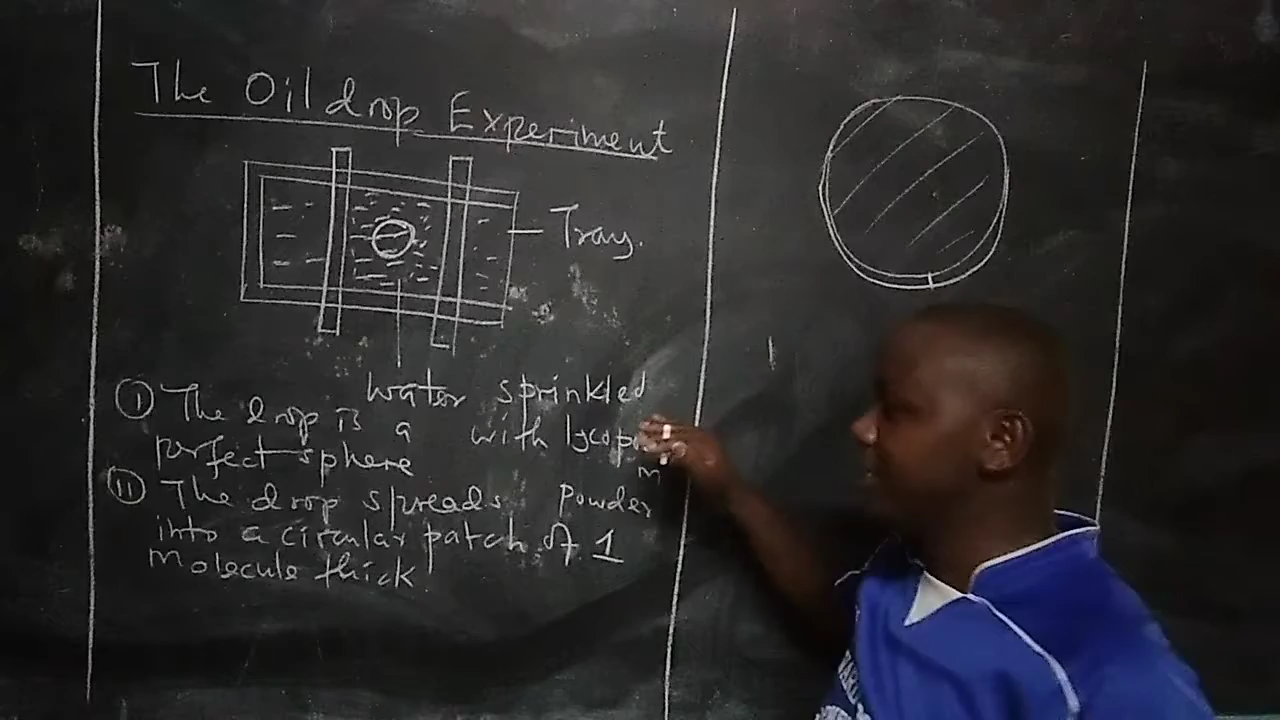 The Oil drop Experiment
Tray.
water sprinkled
with lycopo
m
Powder
I The drop is a
perfect sphere
II The drop spreads
into a circular patch of 1
Molecule thick